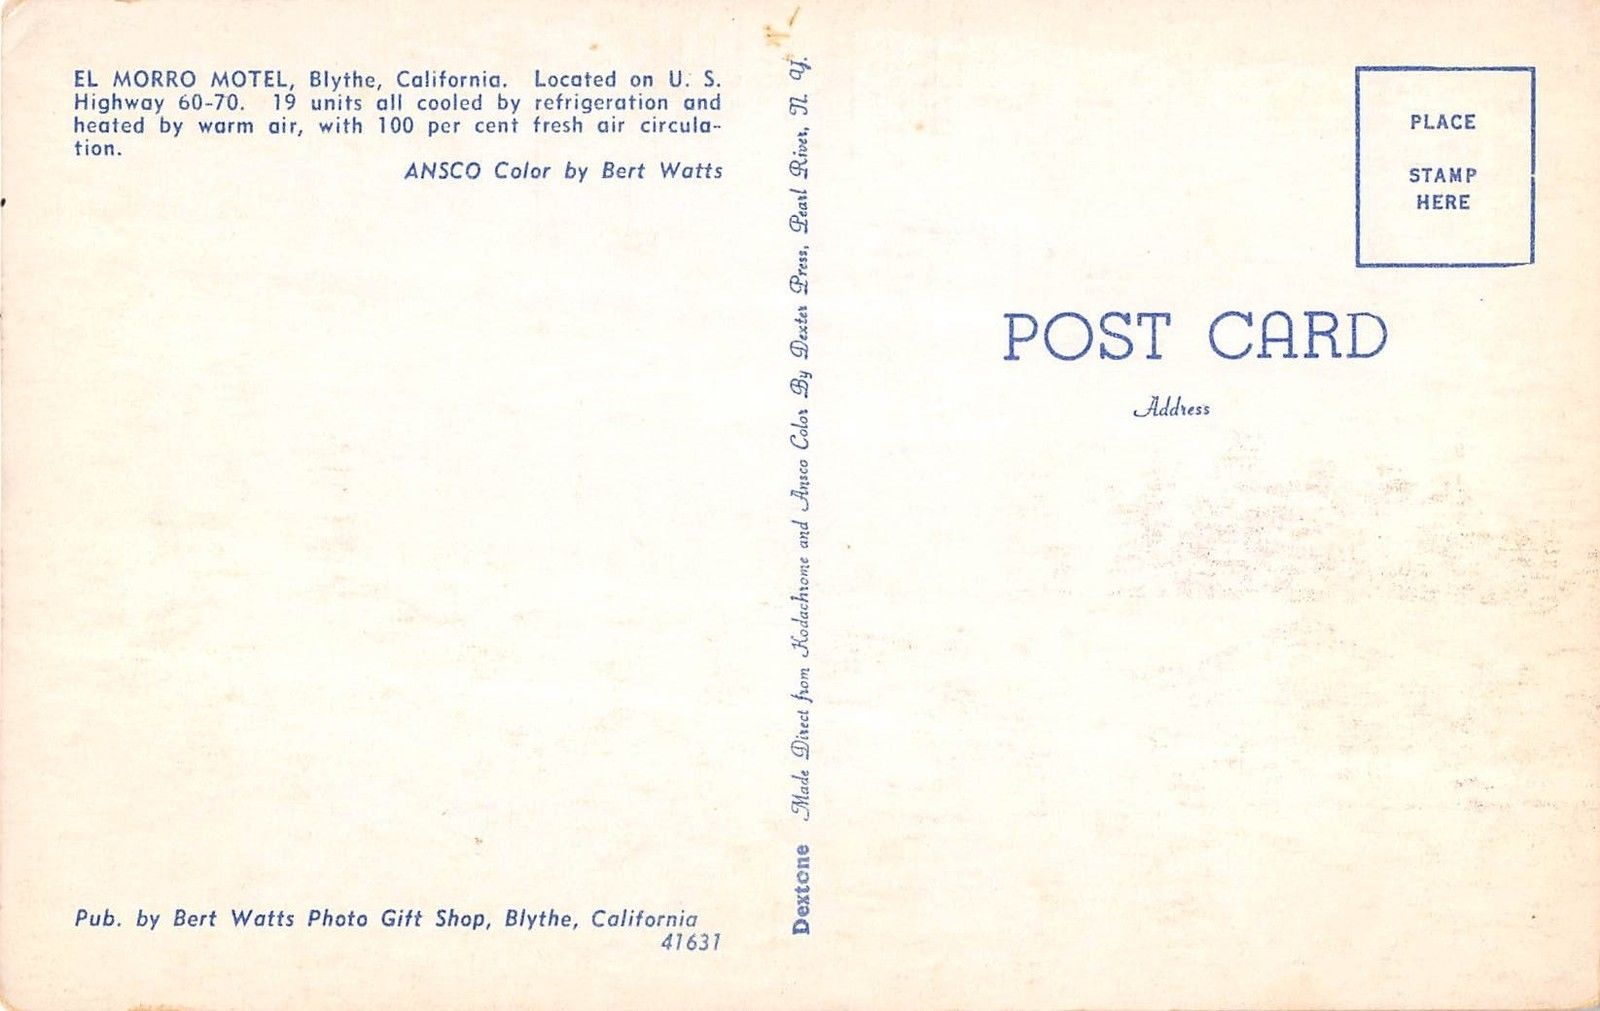 EL MORRO MOTEL, Blythe, California. Located on U. S.
Highway 60-70. 19 units all cooled by refrigeration and
heated by warm air, with 100 per cent fresh air circula-
tion.
ANSCO Color by Bert Watts
Pub. by Bert Watts Photo Gift Shop, Blythe, California
41631
Dextone Made Direct from Kodachrome and Ansco Color By Dexter Press, Pearl River, N. Y.
PLACE
STAMP
HERE
POST CARD
Address